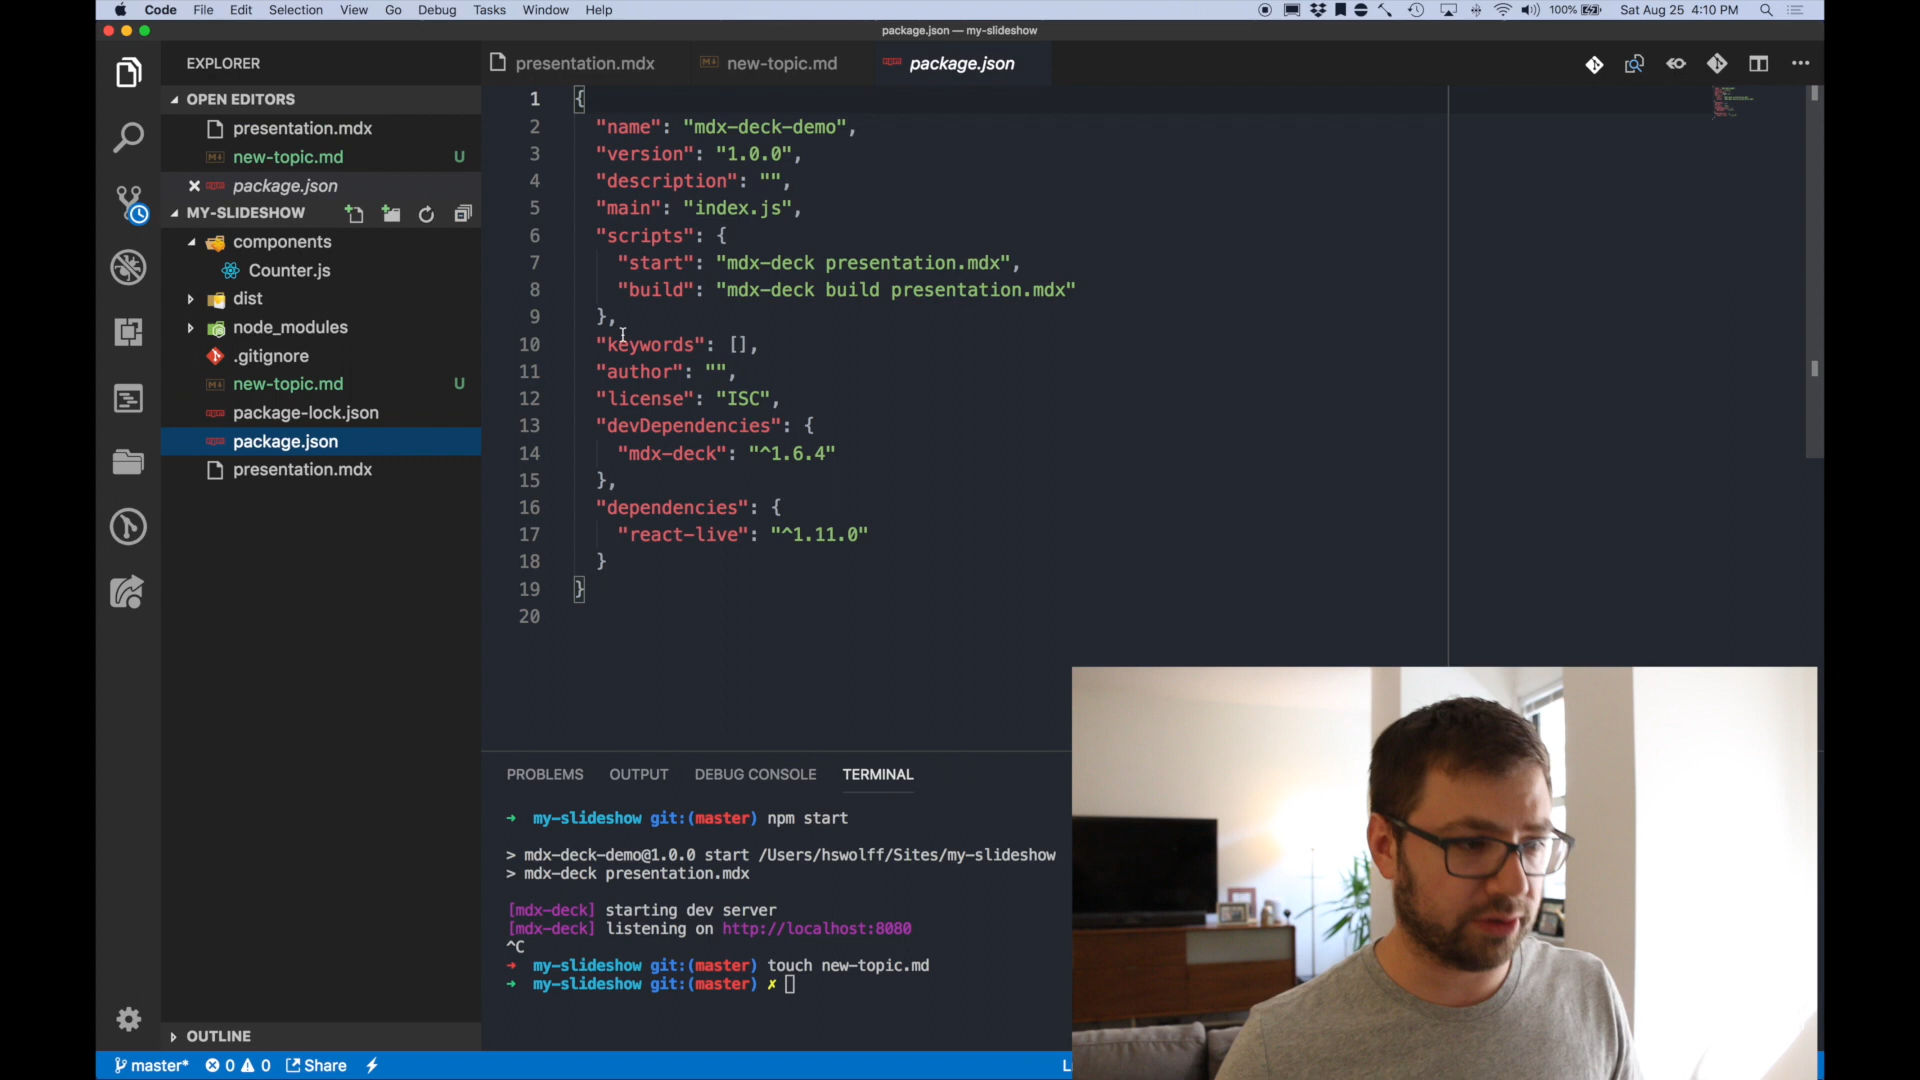 Code File Edit Selection View Go Debug Tasks Window Help 100% Sat Aug 25 4:10 PM
package.json — my-slideshow
EXPLORER
OPEN EDITORS
presentation.mdx
new-topic.md U
package.json
MY-SLIDESHOW
components
Counter.js
dist
node_modules
.gitignore
new-topic.md U
package-lock.json
package.json
presentation.mdx
OUTLINE
presentation.mdx new-topic.md package.json
1 {
2 "name": "mdx-deck-demo",
3 "version": "1.0.0",
4 "description": "",
5 "main": "index.js",
6 "scripts": {
7 "start": "mdx-deck presentation.mdx",
8 "build": "mdx-deck build presentation.mdx"
9 },
10 "keywords": [],
11 "author": "",
12 "license": "ISC",
13 "devDependencies": {
14 "mdx-deck": "^1.6.4"
15 },
16 "dependencies": {
17 "react-live": "^1.11.0"
18 }
19 }
20
PROBLEMS OUTPUT DEBUG CONSOLE TERMINAL
➜ my-slideshow git:(master) npm start
> mdx-deck-demo@1.0.0 start /Users/hswolff/Sites/my-slideshow
> mdx-deck presentation.mdx
[mdx-deck] starting dev server
[mdx-deck] listening on http://localhost:8080
^C
➜ my-slideshow git:(master) touch new-topic.md
➜ my-slideshow git:(master) ✗
master* 0 0 Share